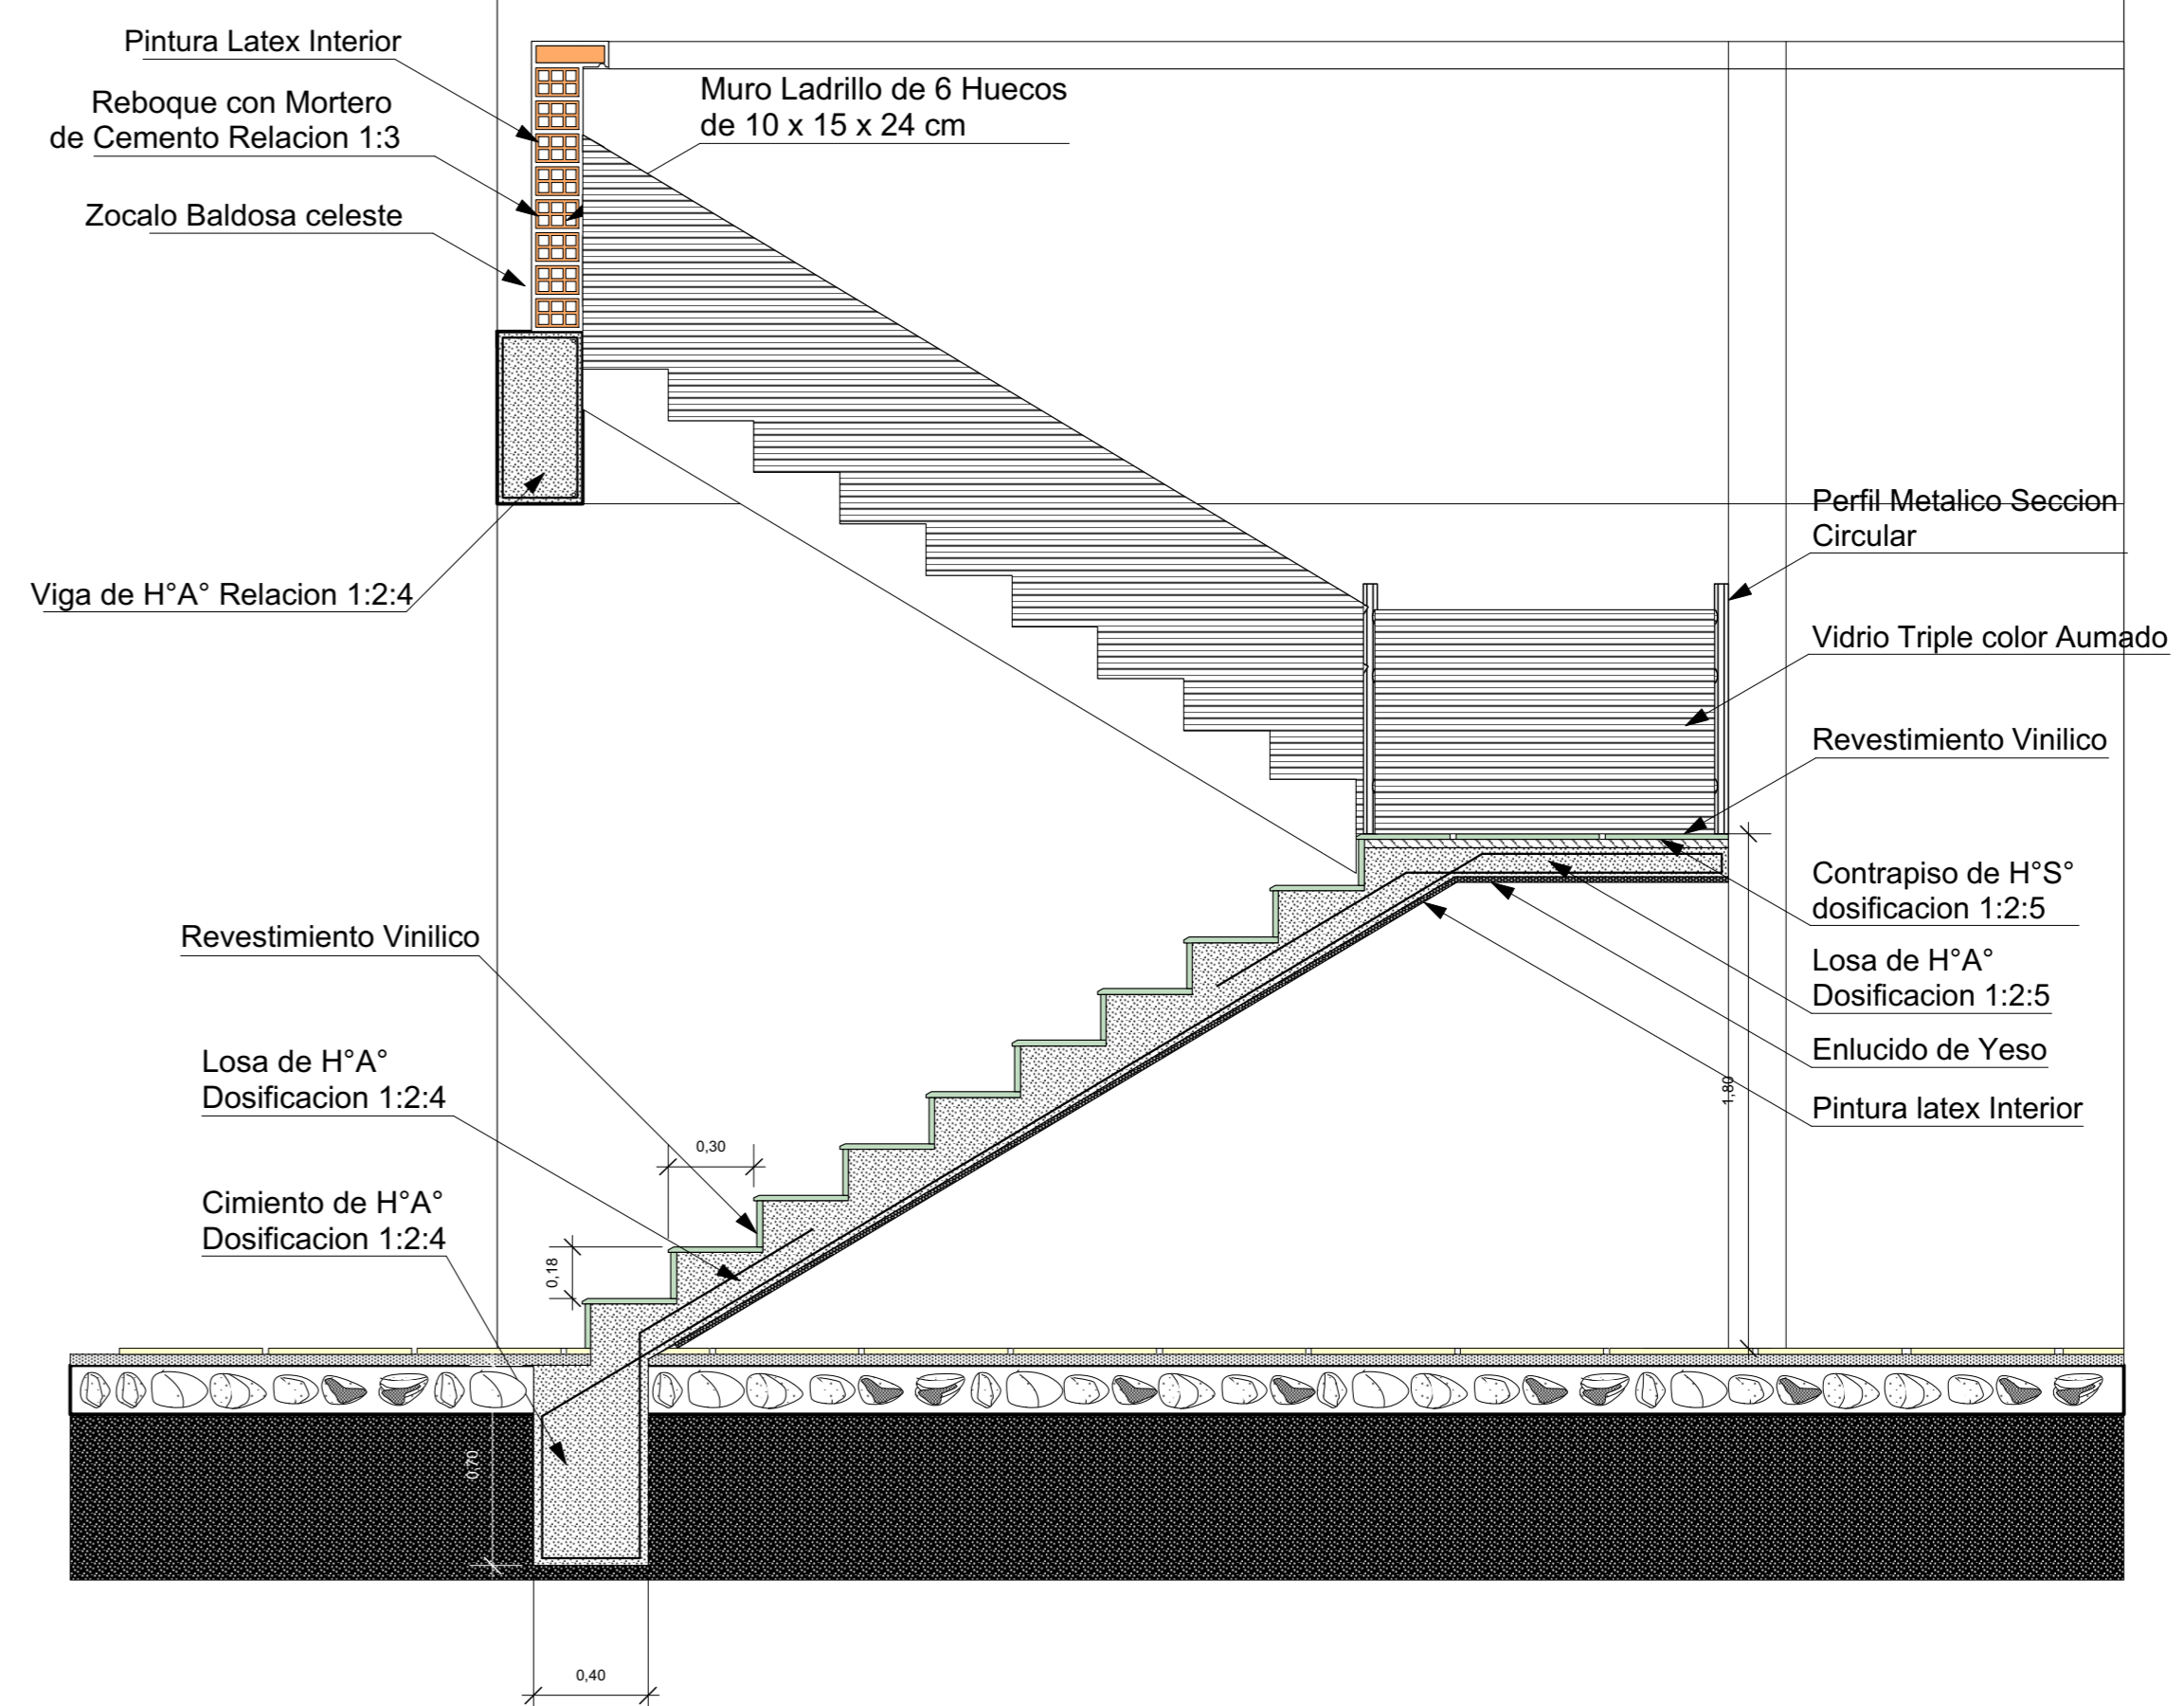 Pintura Latex Interior
Reboque con Mortero
de Cemento Relacion 1:3
Zocalo Baldosa celeste
Muro Ladrillo de 6 Huecos
de 10 x 15 x 24 cm
Viga de H°A° Relacion 1:2:4
Perfil Metalico Seccion
Circular
Vidrio Triple color Aumado
Revestimiento Vinilico
Contrapiso de H°S°
dosificacion 1:2:5
Losa de H°A°
Dosificacion 1:2:5
Enlucido de Yeso
Pintura latex Interior
1,80
Revestimiento Vinilico
Losa de H°A°
Dosificacion 1:2:4
Cimiento de H°A°
Dosificacion 1:2:4
0,30
0,18
0,70
0,40